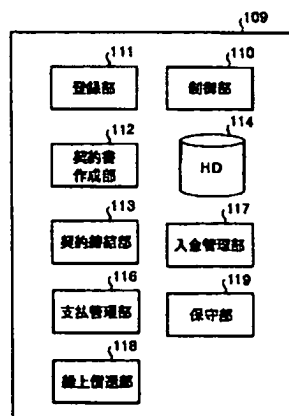 109
111
登録部
110
制御部
112
契約書
作成部
114
HD
113
契約締結部
117
入金管理部
116
支払管理部
119
保守部
118
繰上償還部